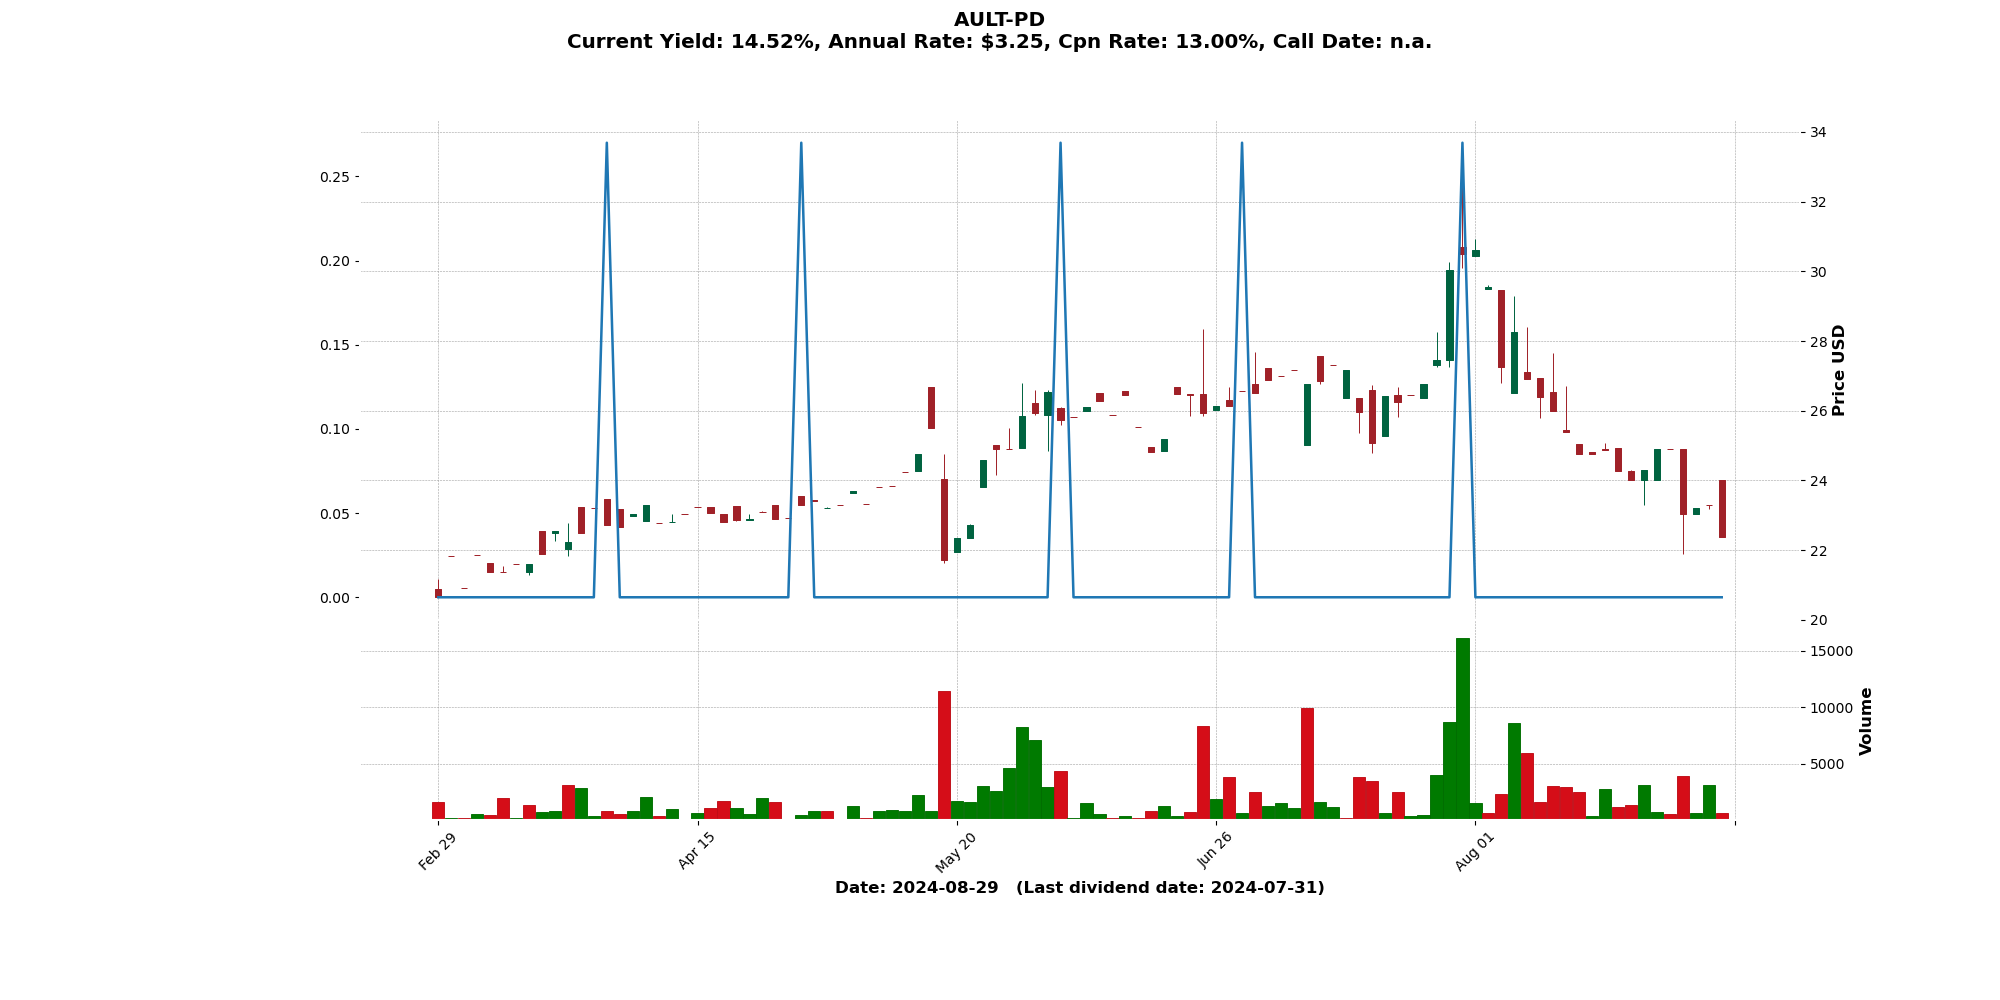 AULT-PD
Current Yield: 14.52%, Annual Rate: $3.25, Cpn Rate: 13.00%, Call Date: n.a.
34
0.25
32
0.20
30
0.15
28
Price USD
26
0.10
24
0.05
22
0.00
20
15000
10000
Volume
5000
Feb 29
Apr 15
May 20
Jun 26
Aug 01
Date: 2024-08-29   (Last dividend date: 2024-07-31)